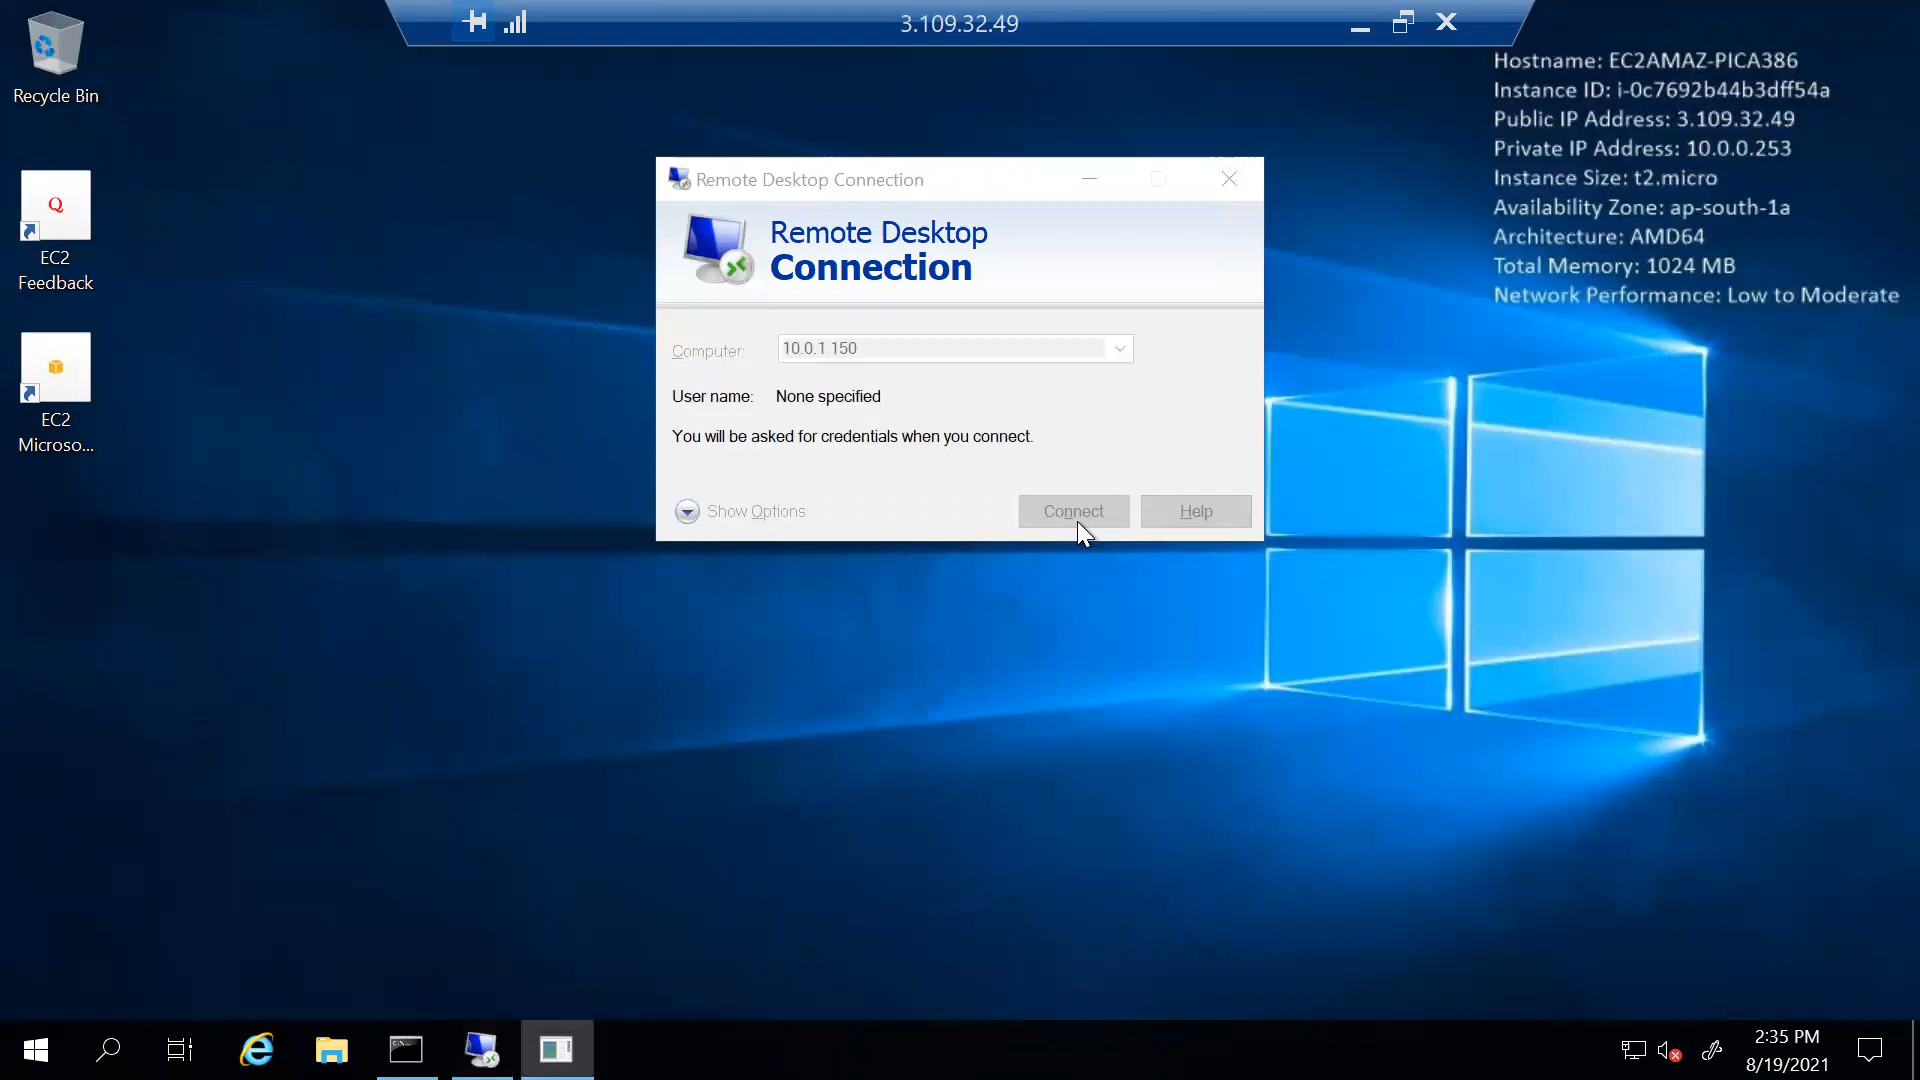 3.109.32.49
Recycle Bin
Q
EC2
Feedback
EC2
Microso...
Hostname: EC2AMAZ-PICA386
Instance ID: i-0c7692b44b3dff54a
Public IP Address: 3.109.32.49
Private IP Address: 10.0.0.253
Instance Size: t2.micro
Availability Zone: ap-south-1a
Architecture: AMD64
Total Memory: 1024 MB
Network Performance: Low to Moderate
Remote Desktop Connection
Remote Desktop
Connection
Computer: 10.0.1.150
User name: None specified
You will be asked for credentials when you connect.
Show Options Connect Help
2:35 PM
8/19/2021